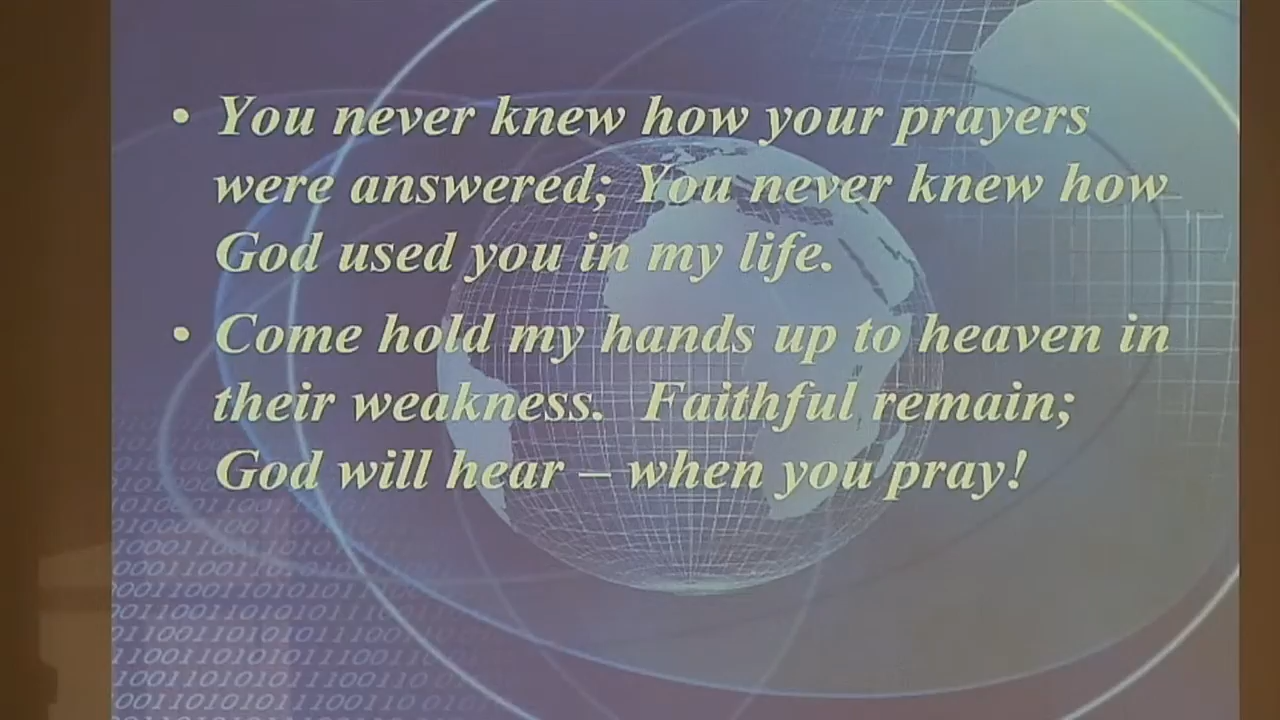 • You never knew how your prayers
were answered; You never knew how
God used you in my life.
• Come hold my hands up to heaven in
their weakness.  Faithful remain;
God will hear – when you pray!